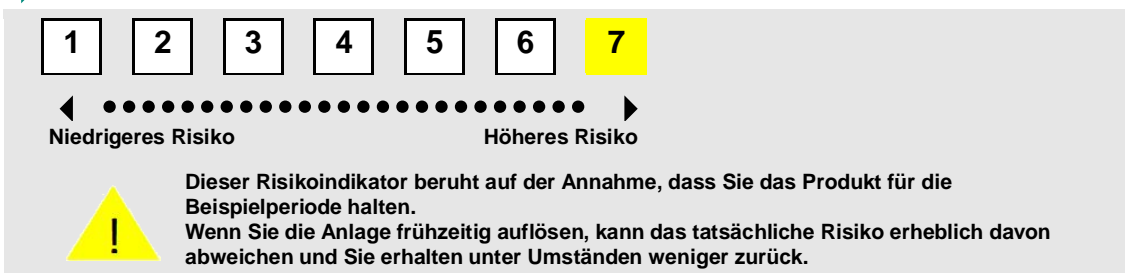 1 2 3 4 5 6 7
Niedrigeres Risiko Höheres Risiko
!
Dieser Risikoindikator beruht auf der Annahme, dass Sie das Produkt für die
Beispielperiode halten.
Wenn Sie die Anlage frühzeitig auflösen, kann das tatsächliche Risiko erheblich davon
abweichen und Sie erhalten unter Umständen weniger zurück.